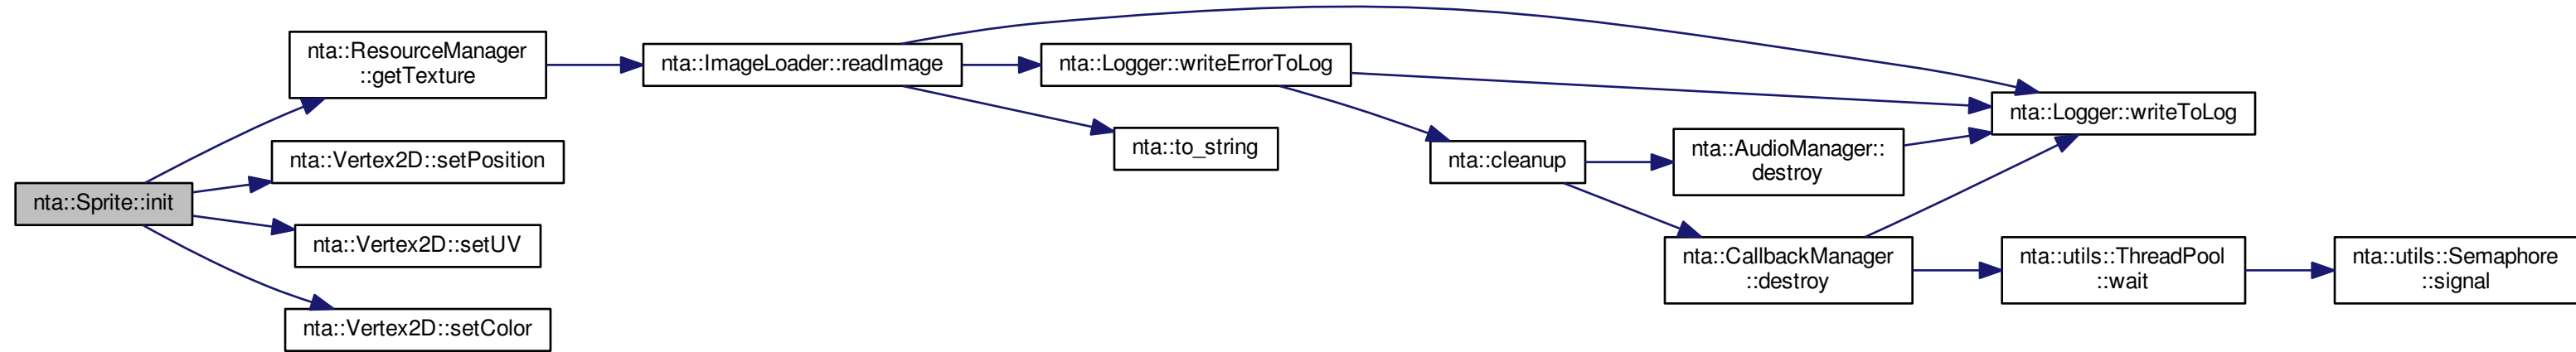 nta::Sprite::init
nta::ResourceManager
::getTexture
nta::Vertex2D::setPosition
nta::Vertex2D::setUV
nta::Vertex2D::setColor
nta::ImageLoader::readImage
nta::Logger::writeErrorToLog
nta::to_string
nta::cleanup
nta::AudioManager::
destroy
nta::CallbackManager
::destroy
nta::Logger::writeToLog
nta::utils::ThreadPool
::wait
nta::utils::Semaphore
::signal